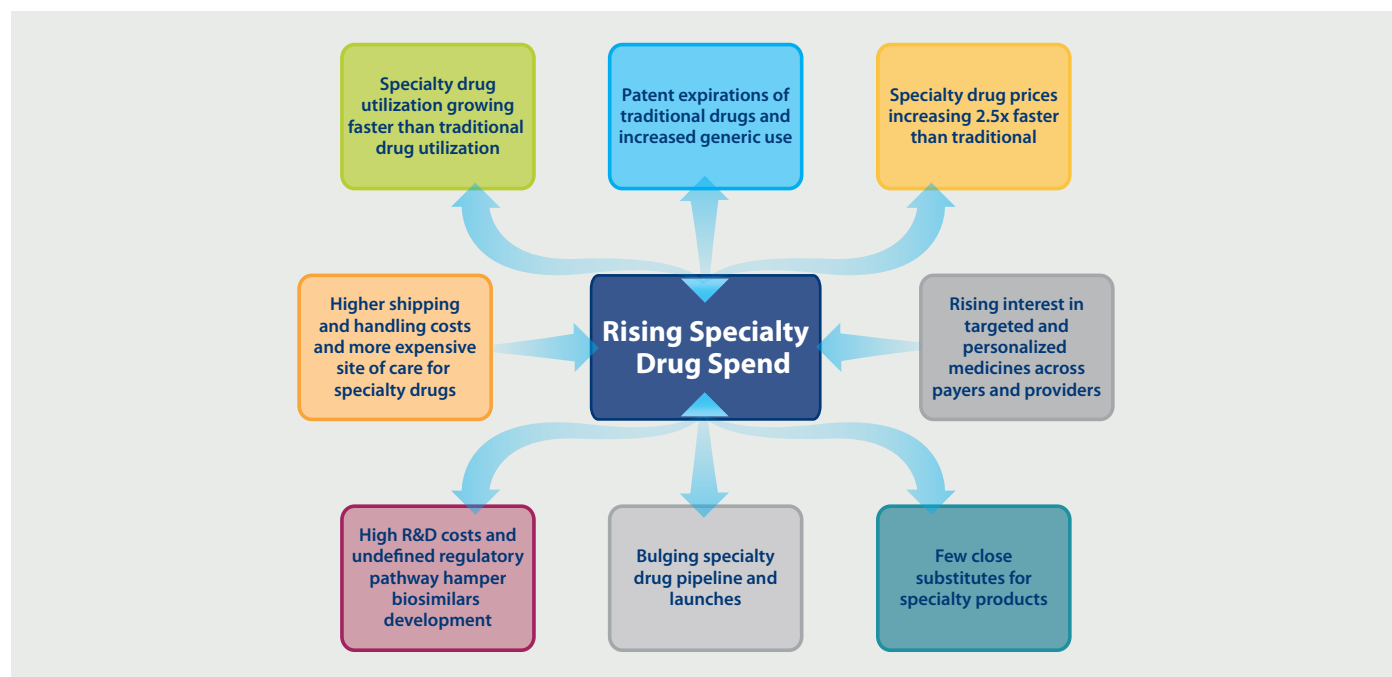 Specialty drug
utilization growing
faster than traditional
drug utilization
Patent expirations of
traditional drugs and
increased generic use
Specialty drug prices
increasing 2.5x faster
than traditional
Higher shipping
and handling costs
and more expensive
site of care for
specialty drugs
Rising Specialty
Drug Spend
Rising interest in
targeted and
personalized
medicines across
payers and providers
High R&D costs and
undefined regulatory
pathway hamper
biosimilars
development
Bulging specialty
drug pipeline and
launches
Few close
substitutes for
specialty products